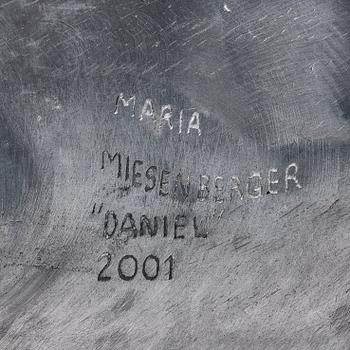 MARIA
MIESENBERGER
"DANIEL"
2001